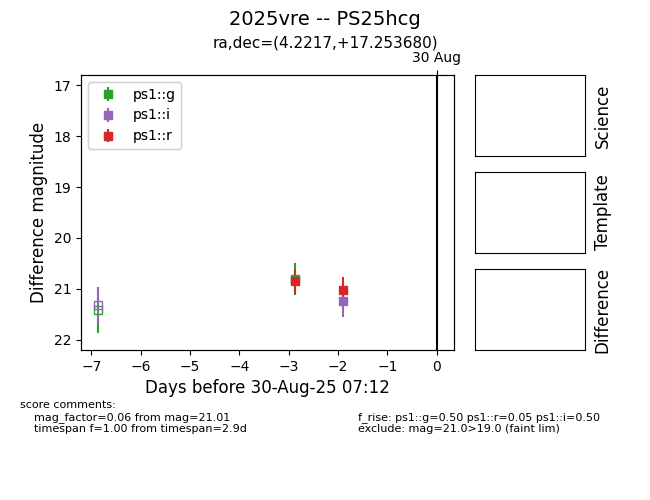 2025vre -- PS25hcg
ra,dec=(4.2217,+17.253680)
30 Aug
ps1::g
ps1::i
ps1::r
17
18
19
20
21
22
Difference magnitude
−7
−6
−5
−4
−3
−2
−1
0
Days before 30-Aug-25 07:12
Science
Template
Difference
score comments:
mag_factor=0.06 from mag=21.01
timespan f=1.00 from timespan=2.9d
f_rise: ps1::g=0.50 ps1::r=0.05 ps1::i=0.50
exclude: mag=21.0>19.0 (faint lim)